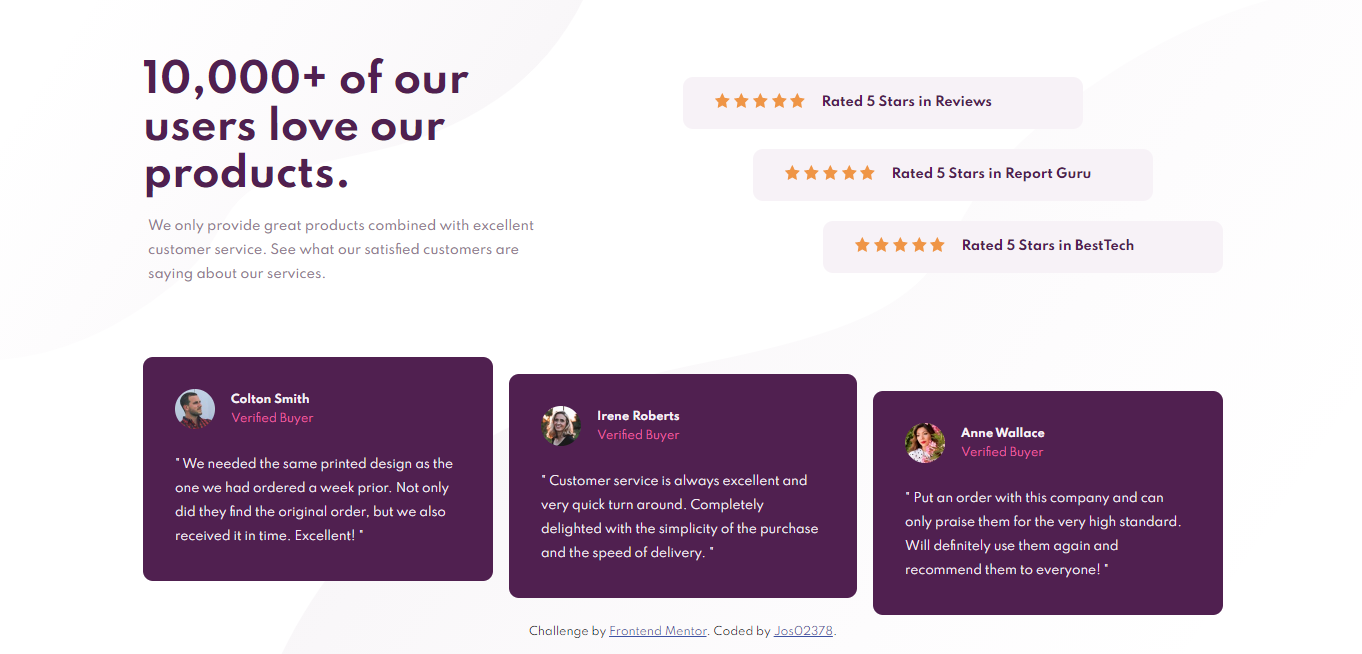 10,000+ of our
users love our
products.
We only provide great products combined with excellent
customer service. See what our satisfied customers are
saying about our services.
Rated 5 Stars in Reviews
Rated 5 Stars in Report Guru
Rated 5 Stars in BestTech
Colton Smith
Verified Buyer
" We needed the same printed design as the
one we had ordered a week prior. Not only
did they find the original order, but we also
received it in time. Excellent! "
Irene Roberts
Verified Buyer
" Customer service is always excellent and
very quick turn around. Completely
delighted with the simplicity of the purchase
and the speed of delivery. "
Anne Wallace
Verified Buyer
" Put an order with this company and can
only praise them for the very high standard.
Will definitely use them again and
recommend them to everyone! "
Challenge by Frontend Mentor. Coded by Jos02378.